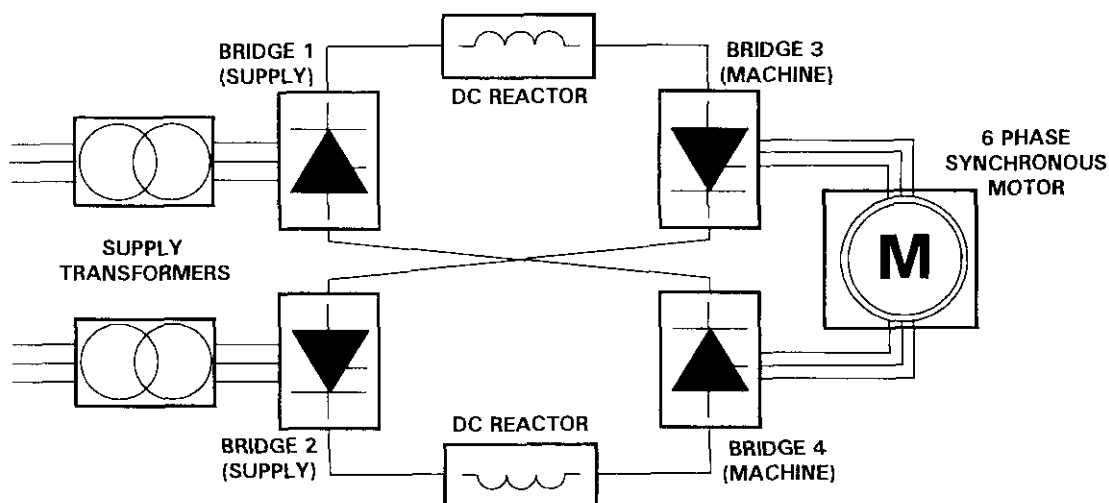 BRIDGE 1
(SUPPLY)
DC REACTOR
BRIDGE 3
(MACHINE)
6 PHASE
SYNCHRONOUS
MOTOR
SUPPLY
TRANSFORMERS
M
BRIDGE 2
(SUPPLY)
DC REACTOR
BRIDGE 4
(MACHINE)